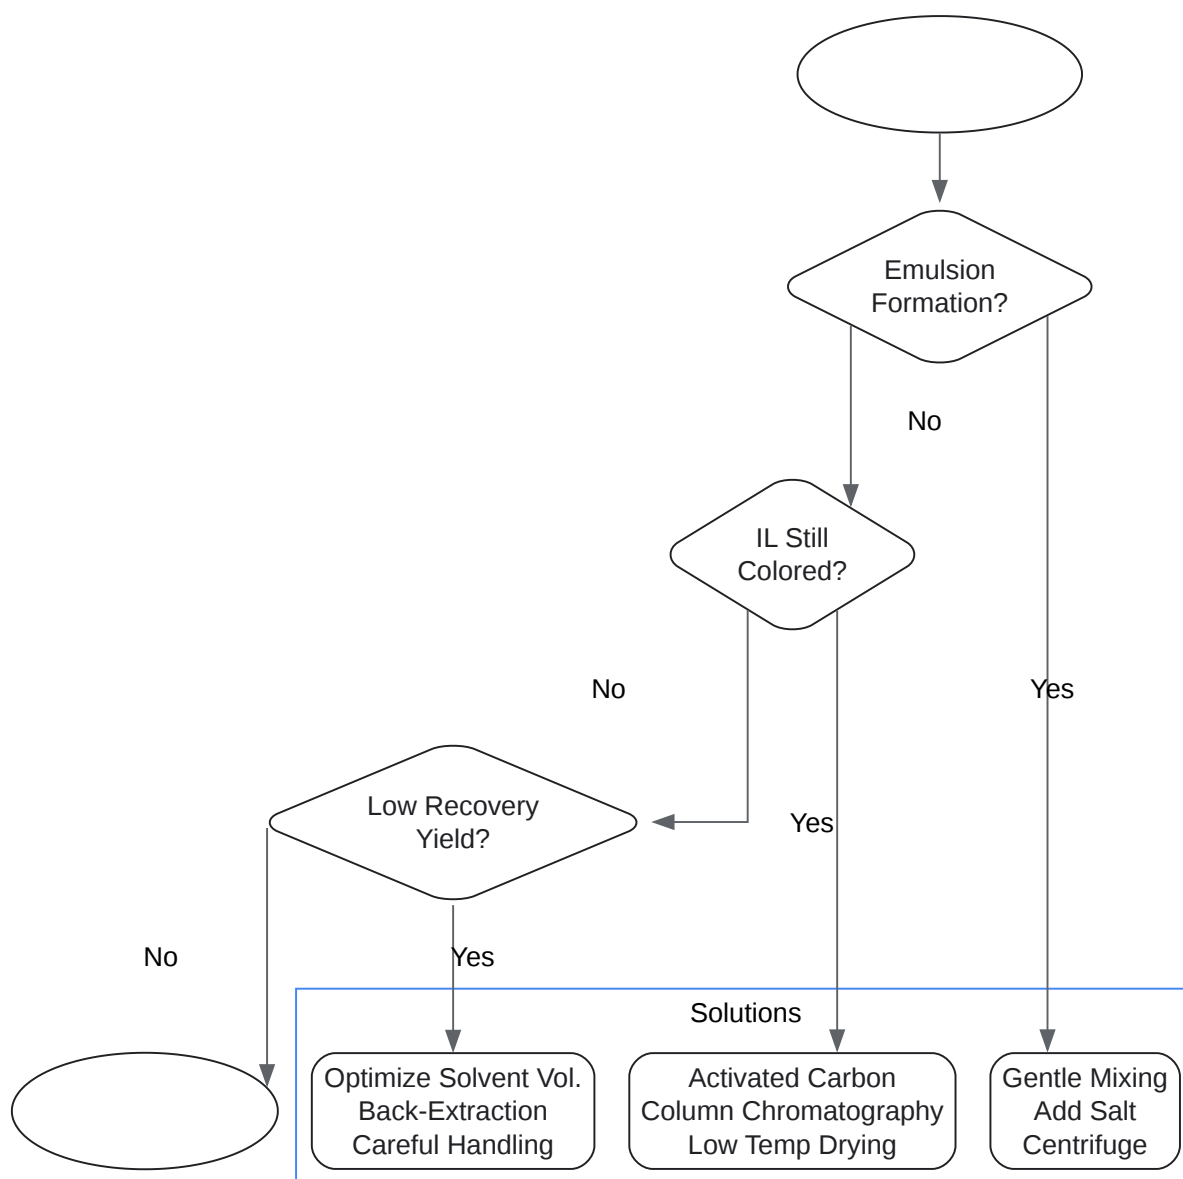 Emulsion
Formation?
No
IL Still
Colored?
No
Yes
Low Recovery
Yield?
Yes
No
Yes
Solutions
Optimize Solvent Vol.
Back-Extraction
Careful Handling
Activated Carbon
Column Chromatography
Low Temp Drying
Gentle Mixing
Add Salt
Centrifuge